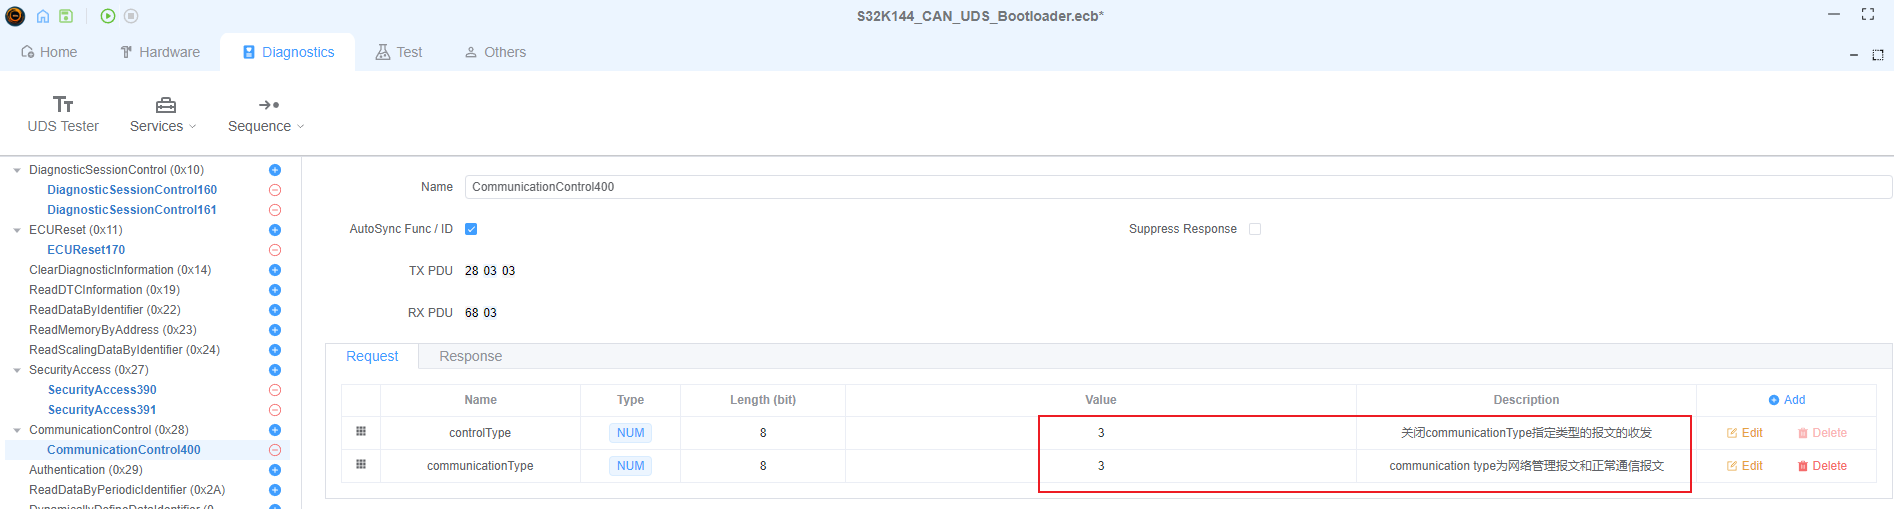 S32K144_CAN_UDS_Bootloader.ecb*
Home Hardware Diagnostics Test Others
UDS Tester Services Sequence
DiagnosticSessionControl (0x10)
DiagnosticSessionControl160
DiagnosticSessionControl161
ECUReset (0x11)
ECUReset170
ClearDiagnosticInformation (0x14)
ReadDTCInformation (0x19)
ReadDataByIdentifier (0x22)
ReadMemoryByAddress (0x23)
ReadScalingDataByIdentifier (0x24)
SecurityAccess (0x27)
SecurityAccess390
SecurityAccess391
CommunicationControl (0x28)
CommunicationControl400
Authentication (0x29)
ReadDataByPeriodicIdentifier (0x2A)
Name CommunicationControl400
AutoSync Func / ID Suppress Response
TX PDU 28 03 03
RX PDU 68 03
Request Response
Name Type Length (bit) Value Description Add
controlType NUM 8 3 关闭communicationType指定类型的报文的收发 Edit Delete
communicationType NUM 8 3 communication type为网络管理报文和正常通信报文 Edit Delete